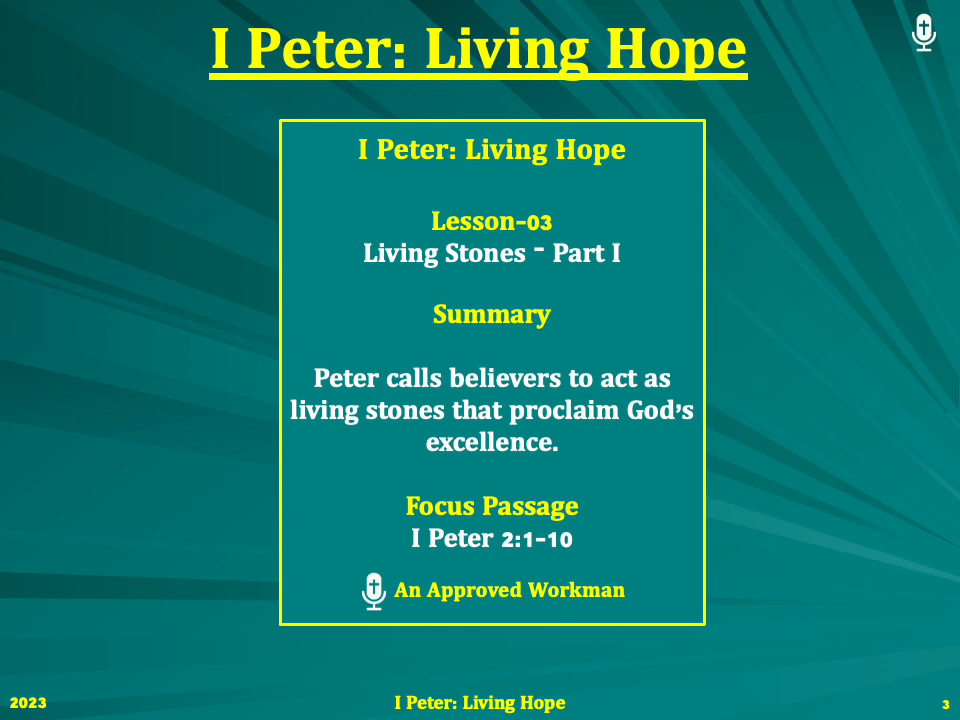 I Peter: Living Hope
I Peter: Living Hope
Lesson-03
Living Stones - Part I
Summary
Peter calls believers to act as
living stones that proclaim God's
excellence.
Focus Passage
I Peter 2:1-10
An Approved Workman
2023
I Peter: Living Hope
3